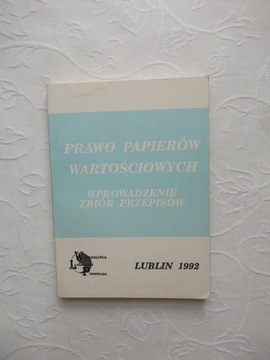 PRAWO PAPIERÓW
WARTOŚCIOWYCH
WPROWADZENIE
ZBIÓR PRZEPISÓW
LUBLIN 1992